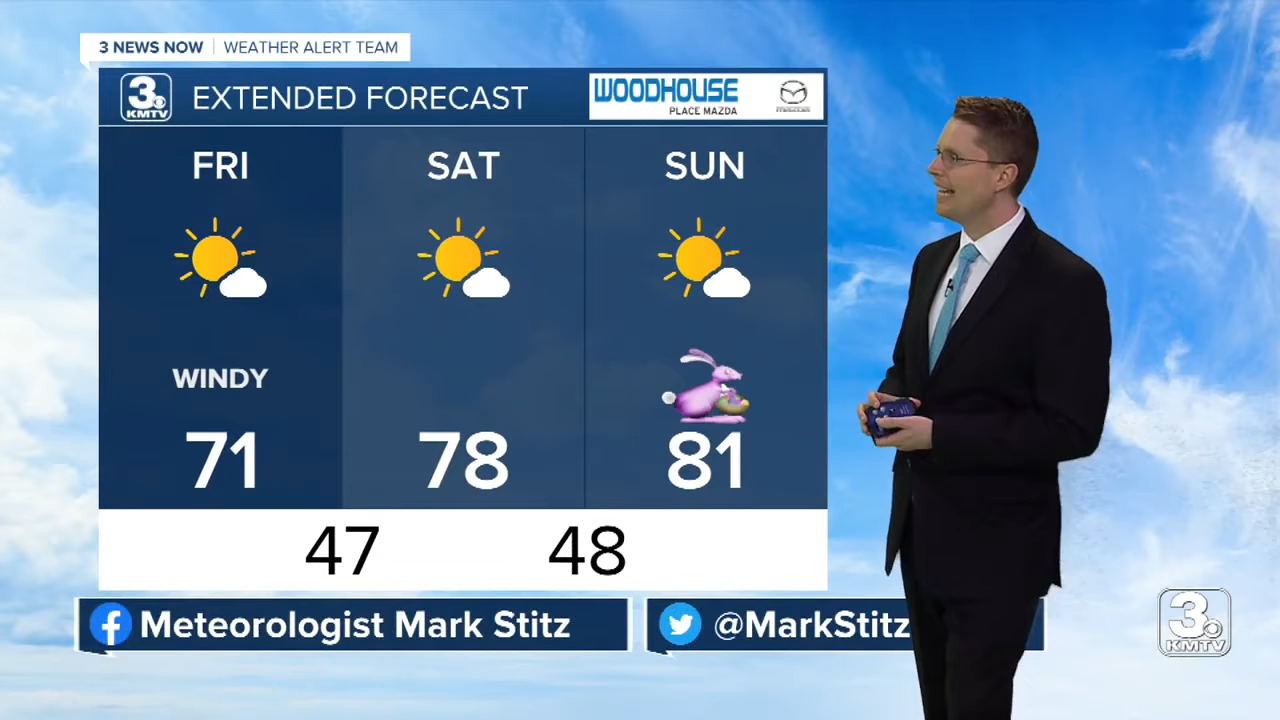 3 NEWS NOW | WEATHER ALERT TEAM
3 KMTV EXTENDED FORECAST WOODHOUSE
PLACE MAZDA
FRI SAT SUN
WINDY
71 78 81
47 48
Meteorologist Mark Stitz @MarkStitz
3
KMTV